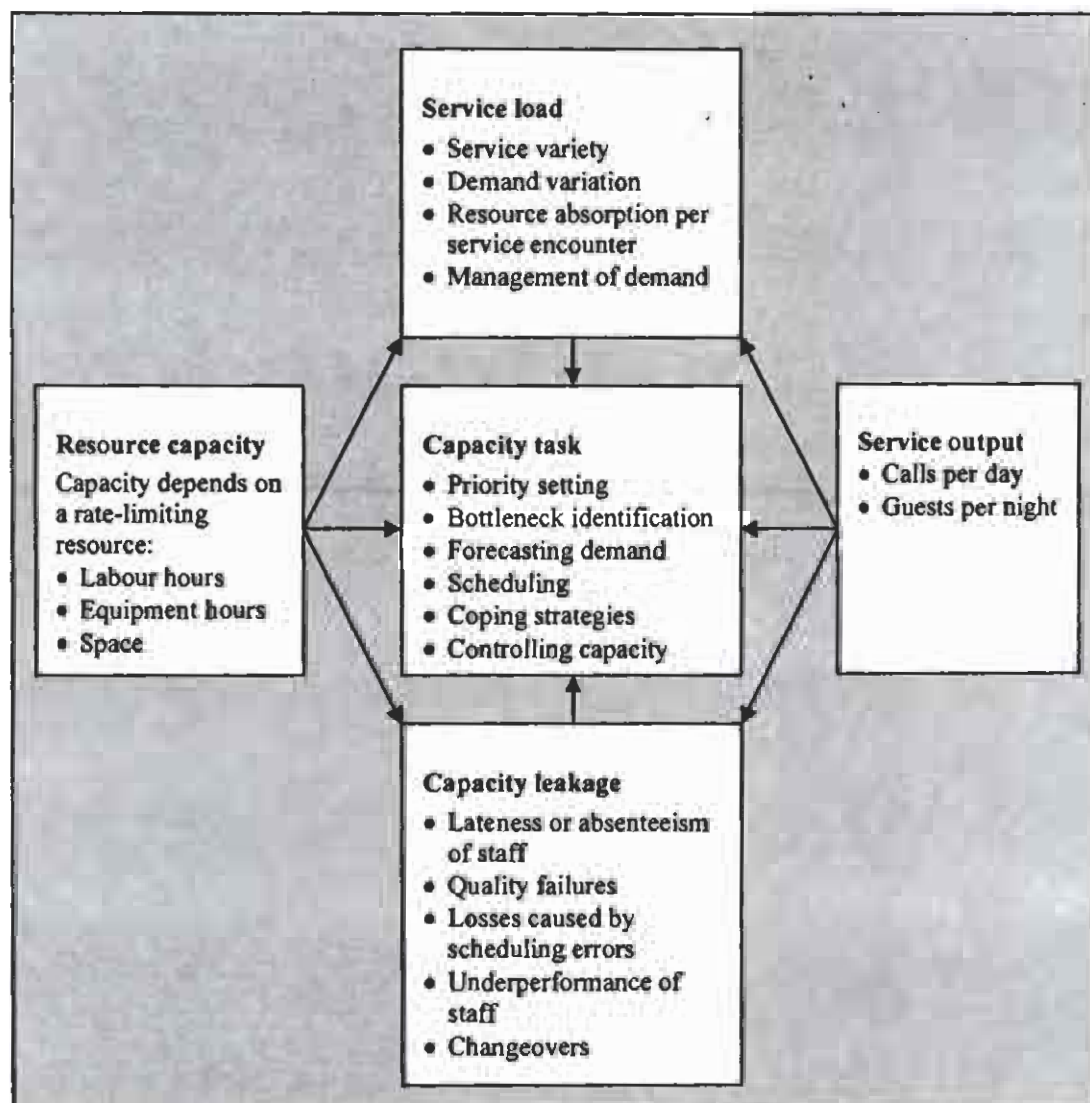 Service load
• Service variety
• Demand variation
• Resource absorption per
service encounter
• Management of demand
Resource capacity
Capacity depends on
a rate-limiting
resource:
• Labour hours
• Equipment hours
• Space
Capacity task
• Priority setting
• Bottleneck identification
• Forecasting demand
• Scheduling
• Coping strategies
• Controlling capacity
Service output
• Calls per day
• Guests per night
Capacity leakage
• Lateness or absenteeism
of staff
• Quality failures
• Losses caused by
scheduling errors
• Underperformance of
staff
• Changeovers